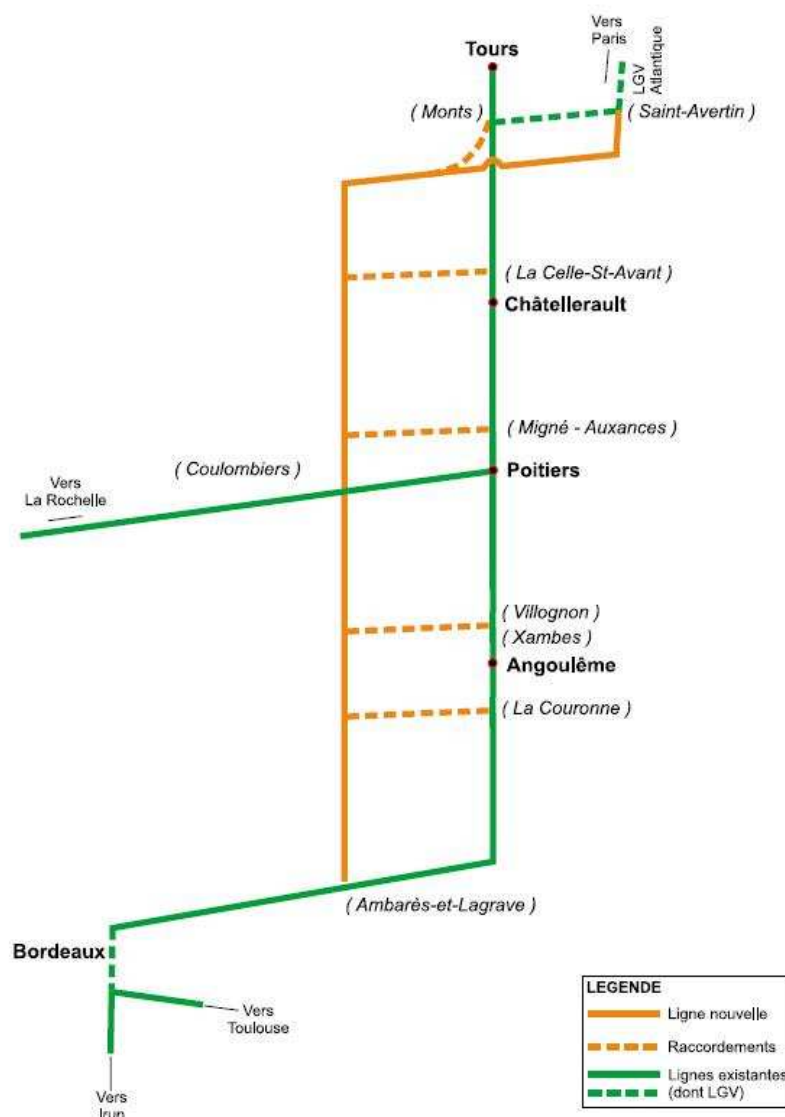 Vers
Paris
LGV
Atlantique
Tours
( Monts )
( Saint-Avertin )
( La Celle-St-Avant )
Châtellerault
( Migné - Auxances )
( Coulombiers )
Poitiers
Vers
La Rochelle
( Villognon )
( Xambes )
Angoulême
( La Couronne )
( Ambarès-et-Lagrave )
Bordeaux
Vers
Toulouse
Vers
Irun
LEGENDE
Ligne nouvelle
Raccordements
Lignes existantes
(dont LGV)